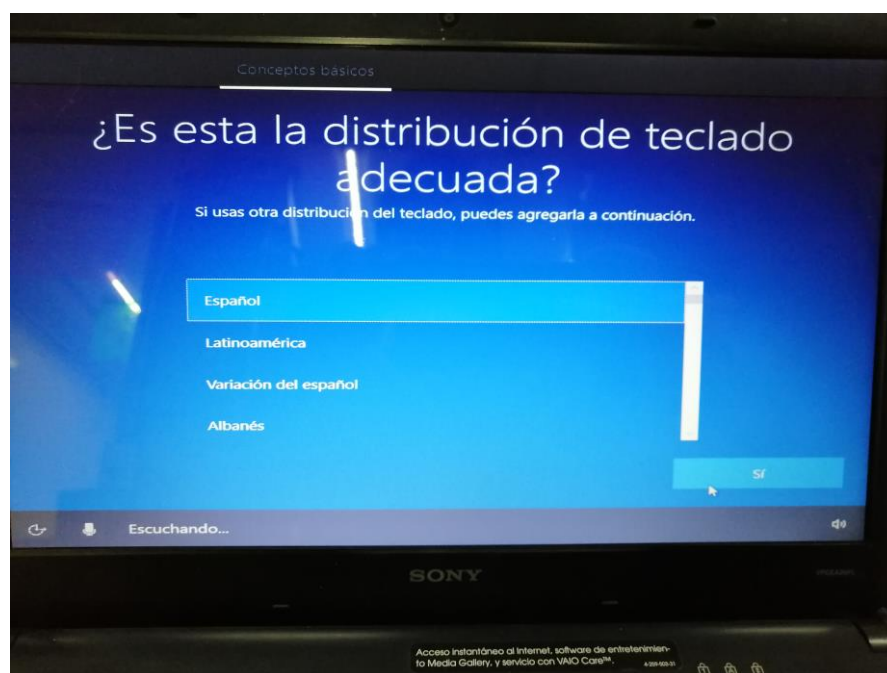 Conceptos básicos
¿Es esta la distribución de teclado
adecuada?
Si usas otra distribución del teclado, puedes agregarla a continuación.
Español
Latinoamérica
Variación del español
Albanés
Sí
Escuchando...
SONY
Acceso instantáneo al Internet, software de entretenimien-
to Media Gallery, y servicio con VAIO Care™.